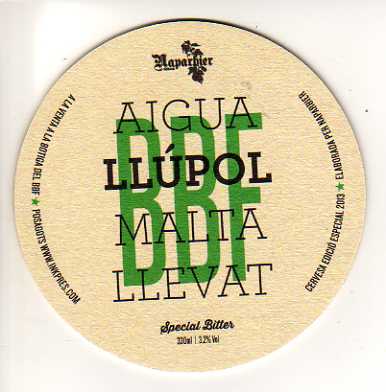 Naparbier
AIGUA
LLÚPOL
MALTA
LLEVAT
BBF
Special Bitter
330ml | 3.2% Vol
A LA VENTA A LA BOTIGA DEL BBF ★ POSAGOTS WWW.INKPRES.COM
CERVESA EDICIÓ ESPECIAL 2013 ★ ELABORADA PER NAPARBIER